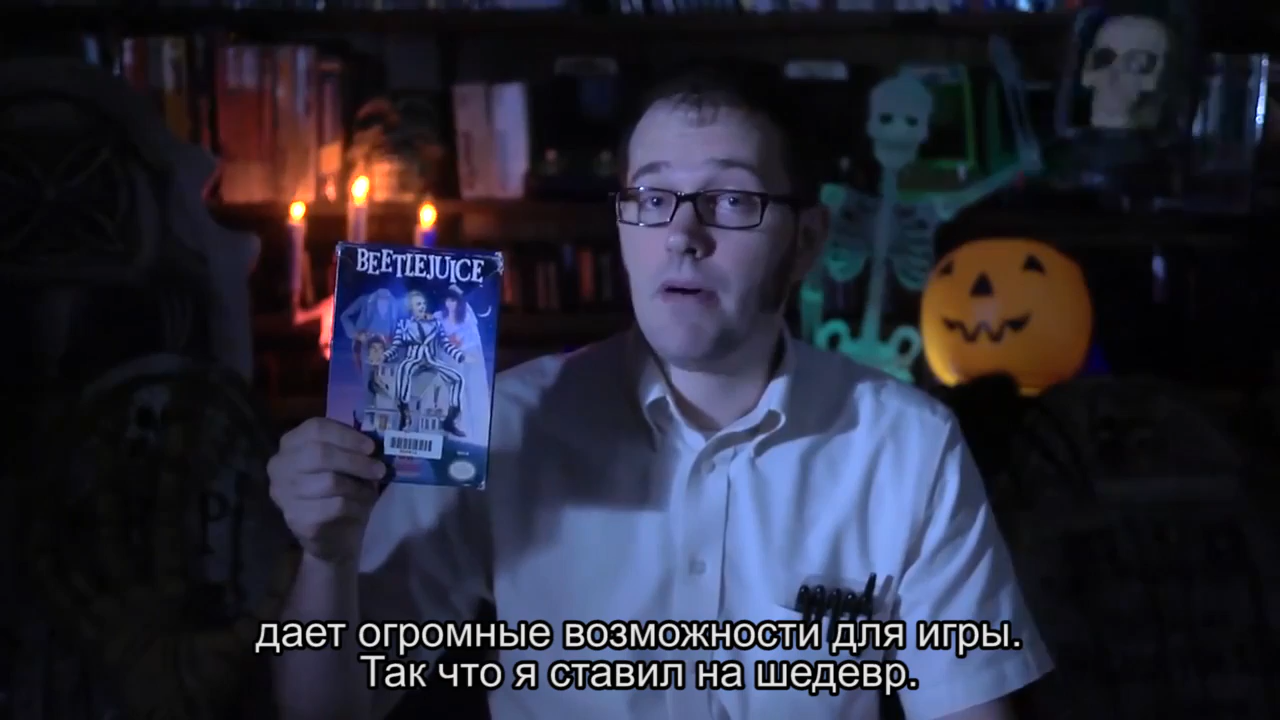 BEETLEJUICE
дает огромные возможности для игры.
Так что я ставил на шедевр.